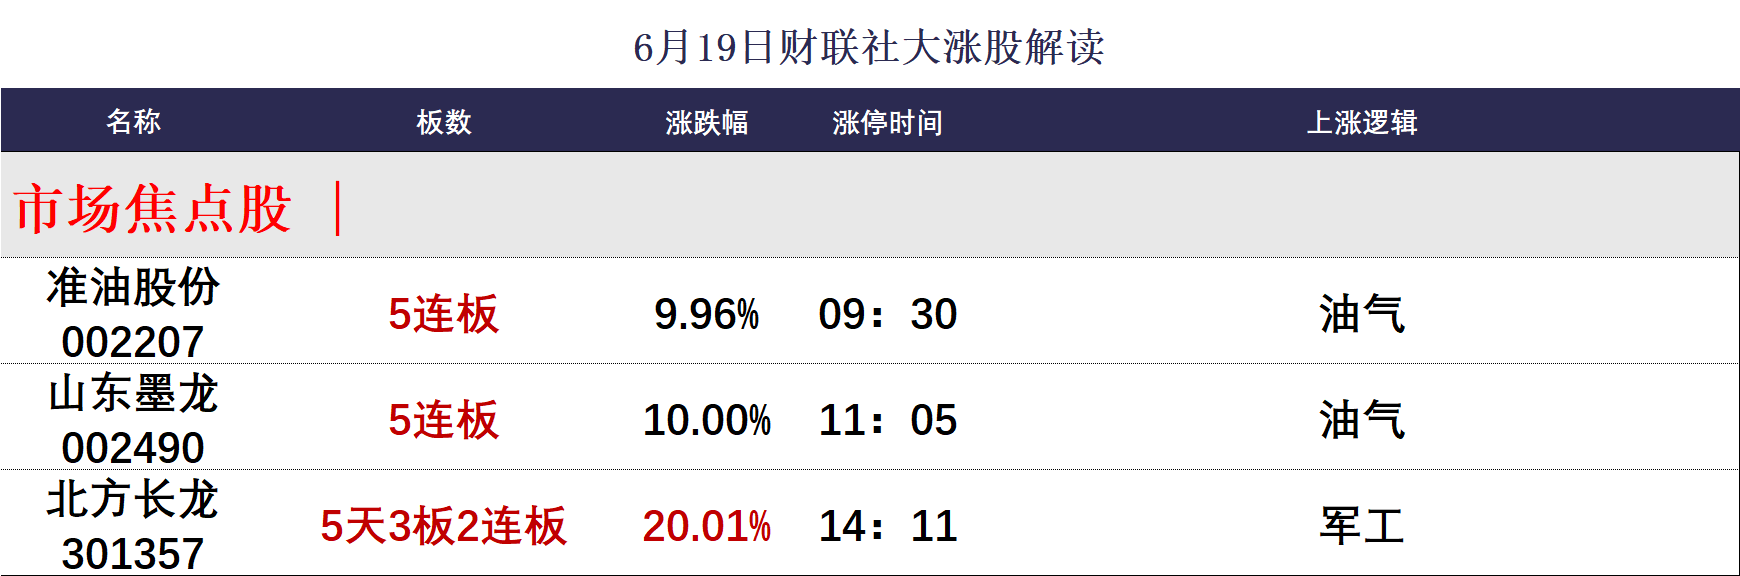 6月19日财联社大涨股解读
名称 板数 涨跌幅 涨停时间 上涨逻辑
市场焦点股 ｜
准油股份
002207 5连板 9.96% 09：30 油气
山东墨龙
002490 5连板 10.00% 11：05 油气
北方长龙
301357 5天3板2连板 20.01% 14：11 军工